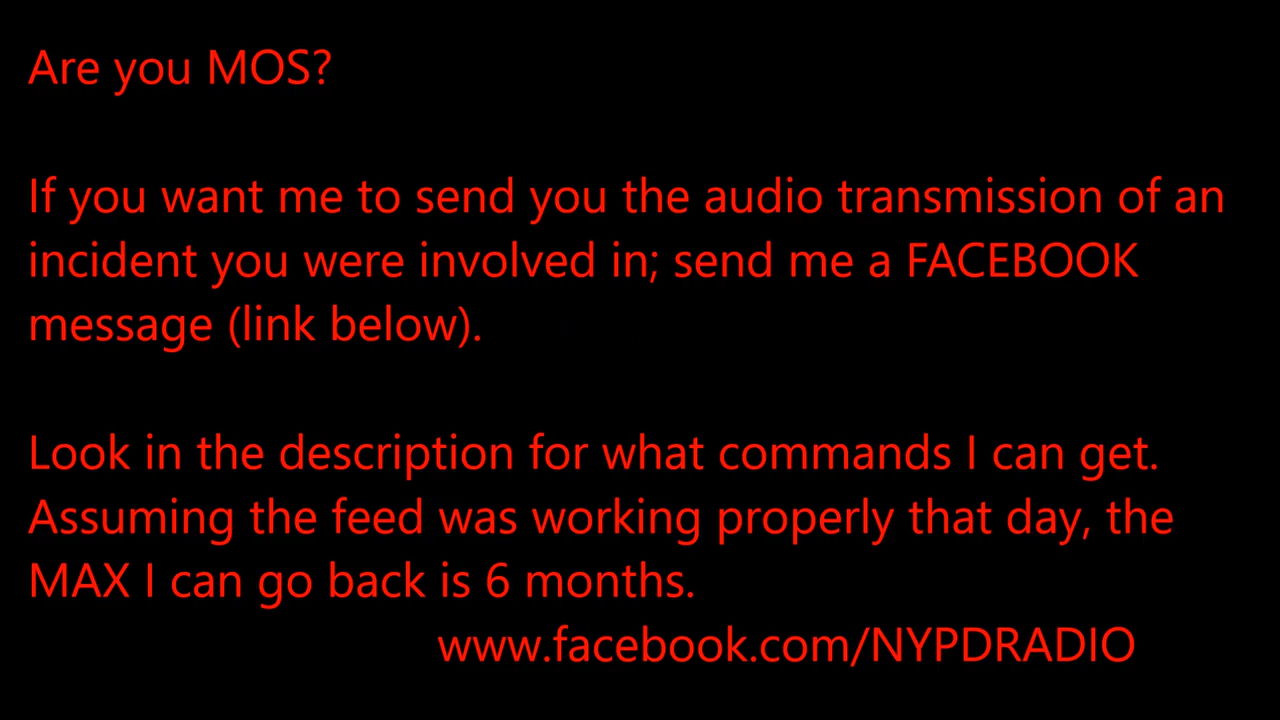 Are you MOS?
If you want me to send you the audio transmission of an
incident you were involved in; send me a FACEBOOK
message (link below).
Look in the description for what commands I can get.
Assuming the feed was working properly that day, the
MAX I can go back is 6 months.
www.facebook.com/NYPDRADIO